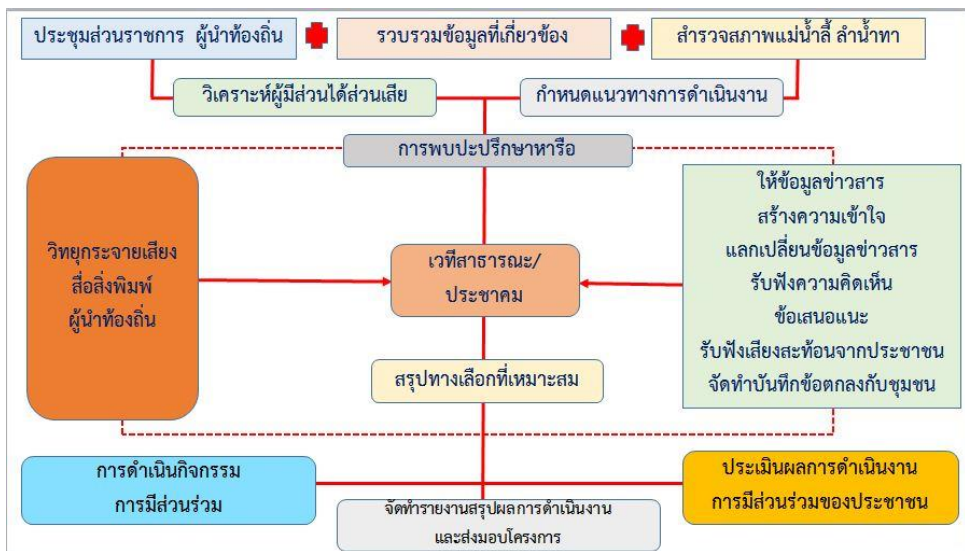 ประชุมส่วนราชการ ผู้นำท้องถิ่น
รวบรวมข้อมูลที่เกี่ยวข้อง
สำรวจสภาพแม่น้ำลี้ ลำน้ำทา
วิเคราะห์ผู้มีส่วนได้ส่วนเสีย
กำหนดแนวทางการดำเนินงาน
การพบปะปรึกษาหารือ
วิทยุกระจายเสียง
สื่อสิ่งพิมพ์
ผู้นำท้องถิ่น
เวทีสาธารณะ/
ประชาคม
ให้ข้อมูลข่าวสาร
สร้างความเข้าใจ
แลกเปลี่ยนข้อมูลข่าวสาร
รับฟังความคิดเห็น
ข้อเสนอแนะ
รับฟังเสียงสะท้อนจากประชาชน
จัดทำบันทึกข้อตกลงกับชุมชน
สรุปทางเลือกที่เหมาะสม
การดำเนินกิจกรรม
การมีส่วนร่วม
ประเมินผลการดำเนินงาน
การมีส่วนร่วมของประชาชน
จัดทำรายงานสรุปผลการดำเนินงาน
และส่งมอบโครงการ